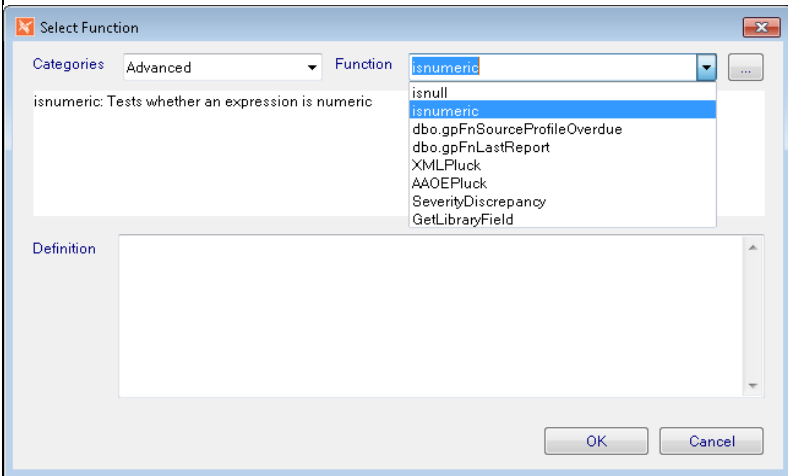 Select Function
Categories Advanced Function isnumeric ...
isnumeric: Tests whether an expression is numeric
isnull
isnumeric
dbo.gpFnSourceProfileOverdue
dbo.gpFnLastReport
XMLPluck
AAOEPluck
SeverityDiscrepancy
GetLibraryField
Definition
OK Cancel